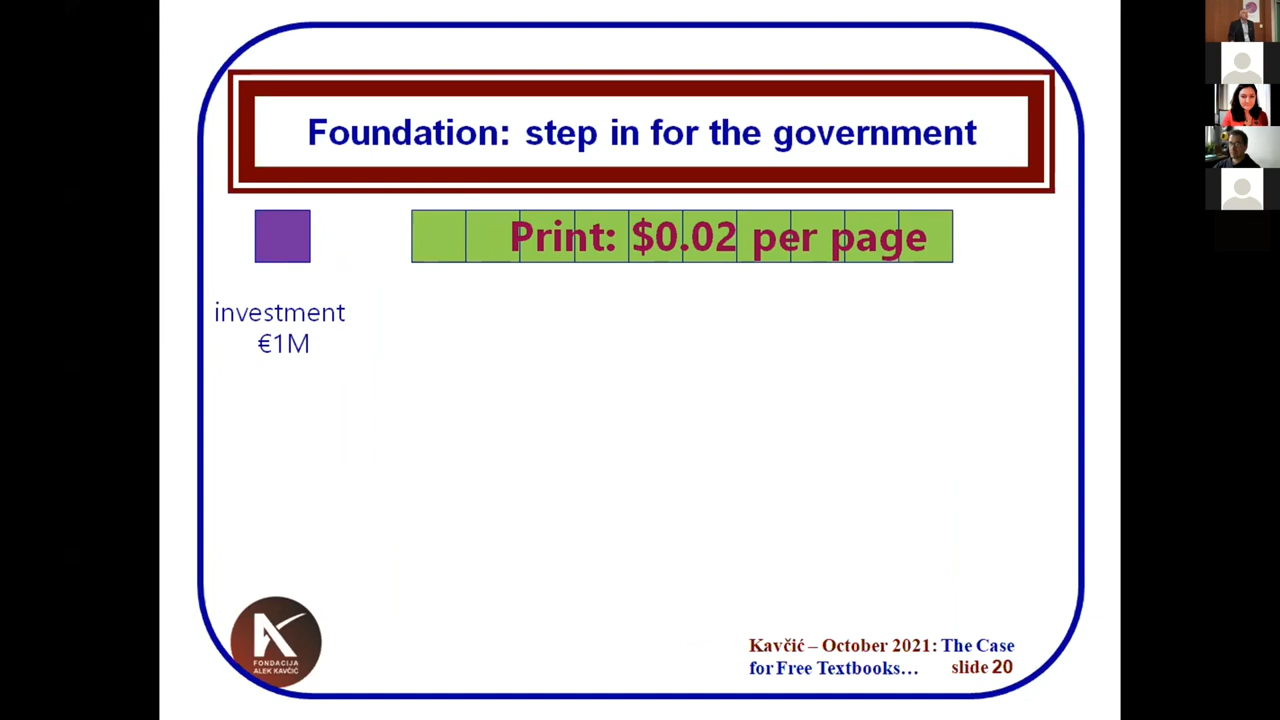 Foundation: step in for the government
Print: $0.02 per page
investment
€1M
FONDACIJA
ALEK KAVČIĆ
Kavčić – October 2021: The Case
for Free Textbooks… slide 20